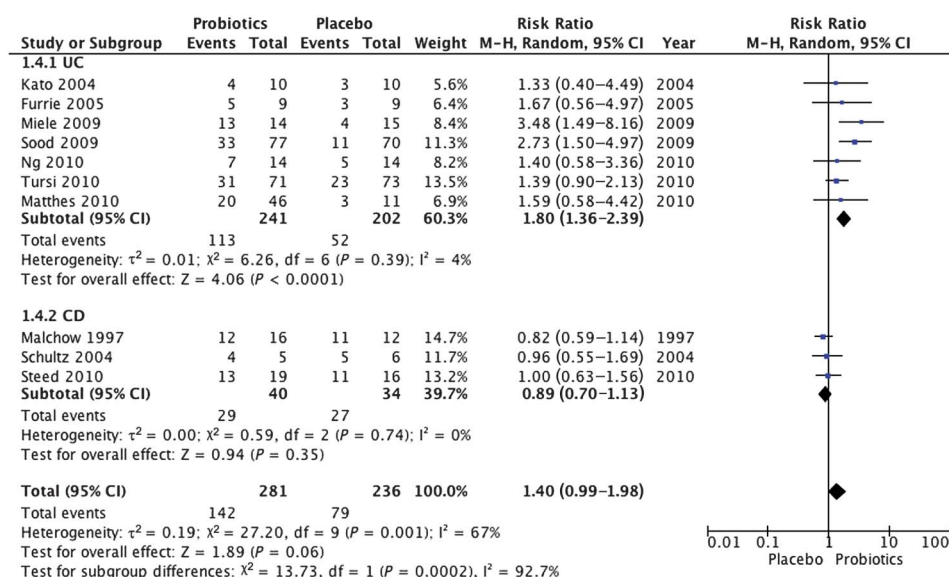 Probiotics Placebo Risk Ratio Risk Ratio
Study or Subgroup Events Total Events Total Weight M–H, Random, 95% CI Year M–H, Random, 95% CI
1.4.1 UC
Kato 2004 4 10 3 10 5.6% 1.33 (0.40–4.49) 2004
Furrie 2005 5 9 3 9 6.4% 1.67 (0.56–4.97) 2005
Miele 2009 13 14 4 15 8.4% 3.48 (1.49–8.16) 2009
Sood 2009 33 77 11 70 11.3% 2.73 (1.50–4.97) 2009
Ng 2010 7 14 5 14 8.2% 1.40 (0.58–3.36) 2010
Tursi 2010 31 71 23 73 13.5% 1.39 (0.90–2.13) 2010
Matthes 2010 20 46 3 11 6.9% 1.59 (0.58–4.42) 2010
Subtotal (95% CI) 241 202 60.3% 1.80 (1.36–2.39)
Total events 113 52
Heterogeneity: τ² = 0.01; χ² = 6.26, df = 6 (P = 0.39); I² = 4%
Test for overall effect: Z = 4.06 (P < 0.0001)
1.4.2 CD
Malchow 1997 12 16 11 12 14.7% 0.82 (0.59–1.14) 1997
Schultz 2004 4 5 5 6 11.7% 0.96 (0.55–1.69) 2004
Steed 2010 13 19 11 16 13.2% 1.00 (0.63–1.56) 2010
Subtotal (95% CI) 40 34 39.7% 0.89 (0.70–1.13)
Total events 29 27
Heterogeneity: τ² = 0.00; χ² = 0.59, df = 2 (P = 0.74); I² = 0%
Test for overall effect: Z = 0.94 (P = 0.35)
Total (95% CI) 281 236 100.0% 1.40 (0.99–1.98)
Total events 142 79
Heterogeneity: τ² = 0.19; χ² = 27.20, df = 9 (P = 0.001); I² = 67%
Test for overall effect: Z = 1.89 (P = 0.06)
Test for subgroup differences: χ² = 13.73, df = 1 (P = 0.0002), I² = 92.7%
0.01 0.1 1 10 100
Placebo Probiotics